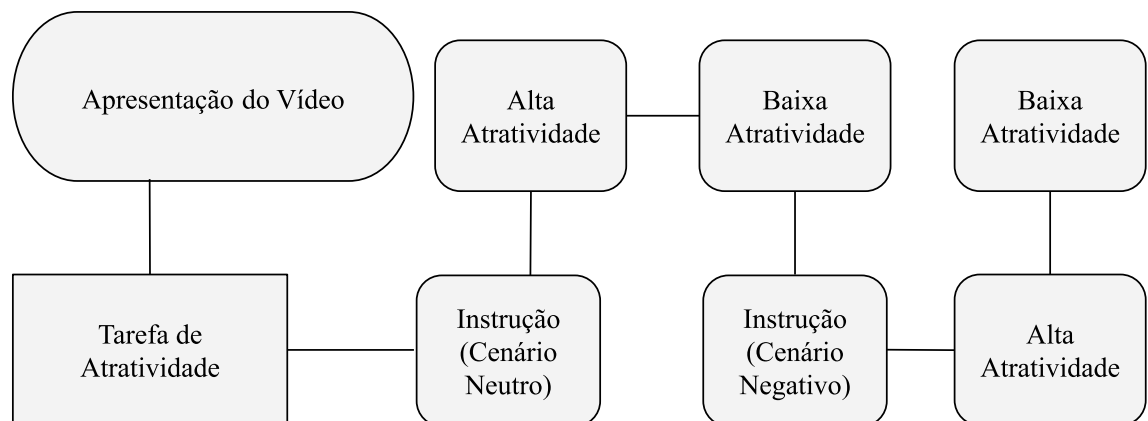 Apresentação do Vídeo
Tarefa de
Atratividade
Instrução
(Cenário
Neutro)
Alta
Atratividade
Baixa
Atratividade
Instrução
(Cenário
Negativo)
Alta
Atratividade
Baixa
Atratividade